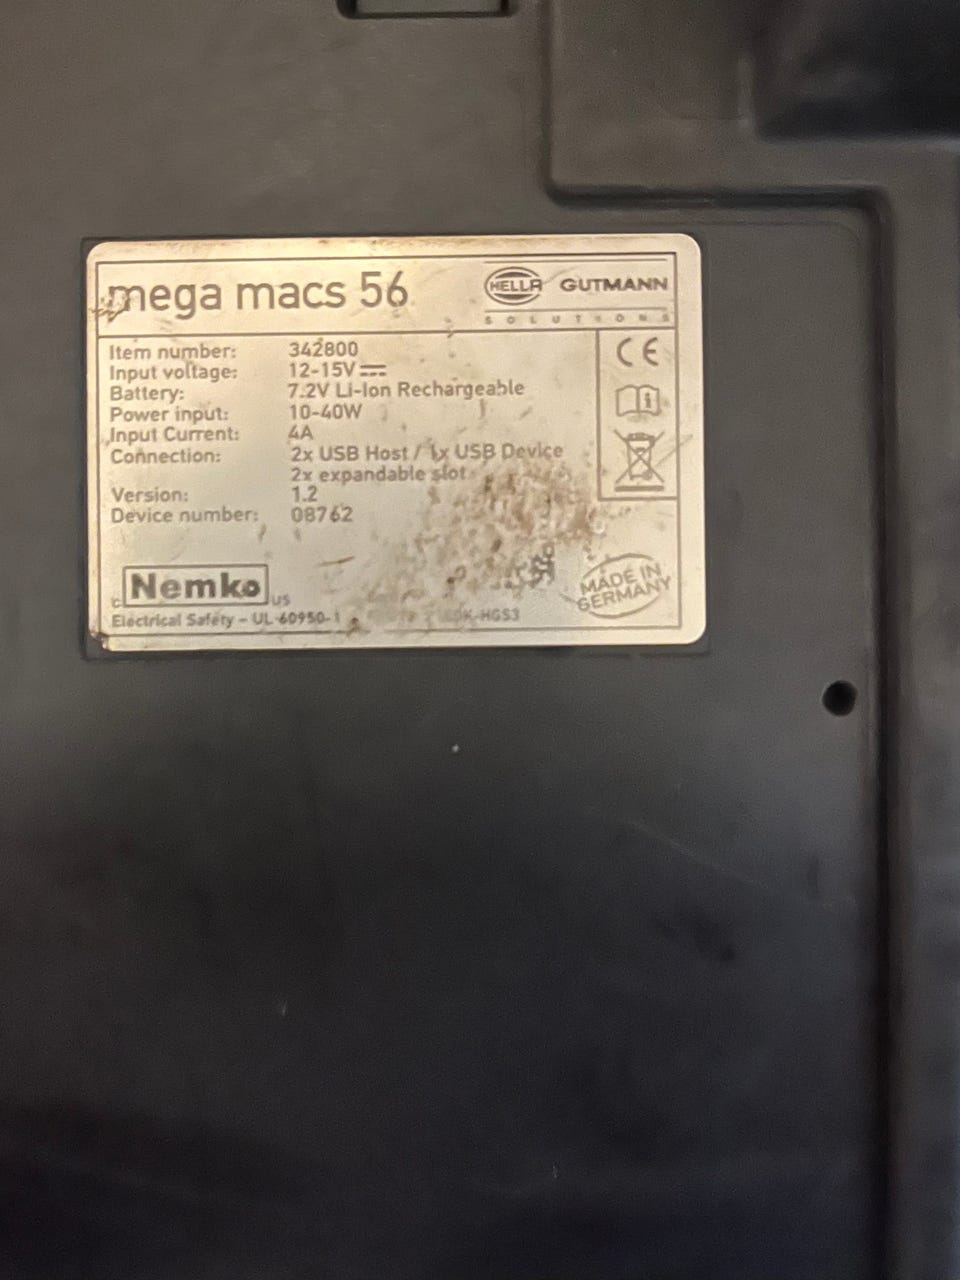 mega macs 56
HELLA GUTMANN
SOLUTIONS
Item number: 342800
Input voltage: 12-15V
Battery: 7.2V Li-Ion Rechargeable
Power input: 10-40W
Input Current: 4A
Connection: 2x USB Host / 1x USB Device
2x expandable slot
Version: 1.2
Device number: 08762
CE
i
c Nemko US
MADE IN
GERMANY
Electrical Safety - UL 60950-1